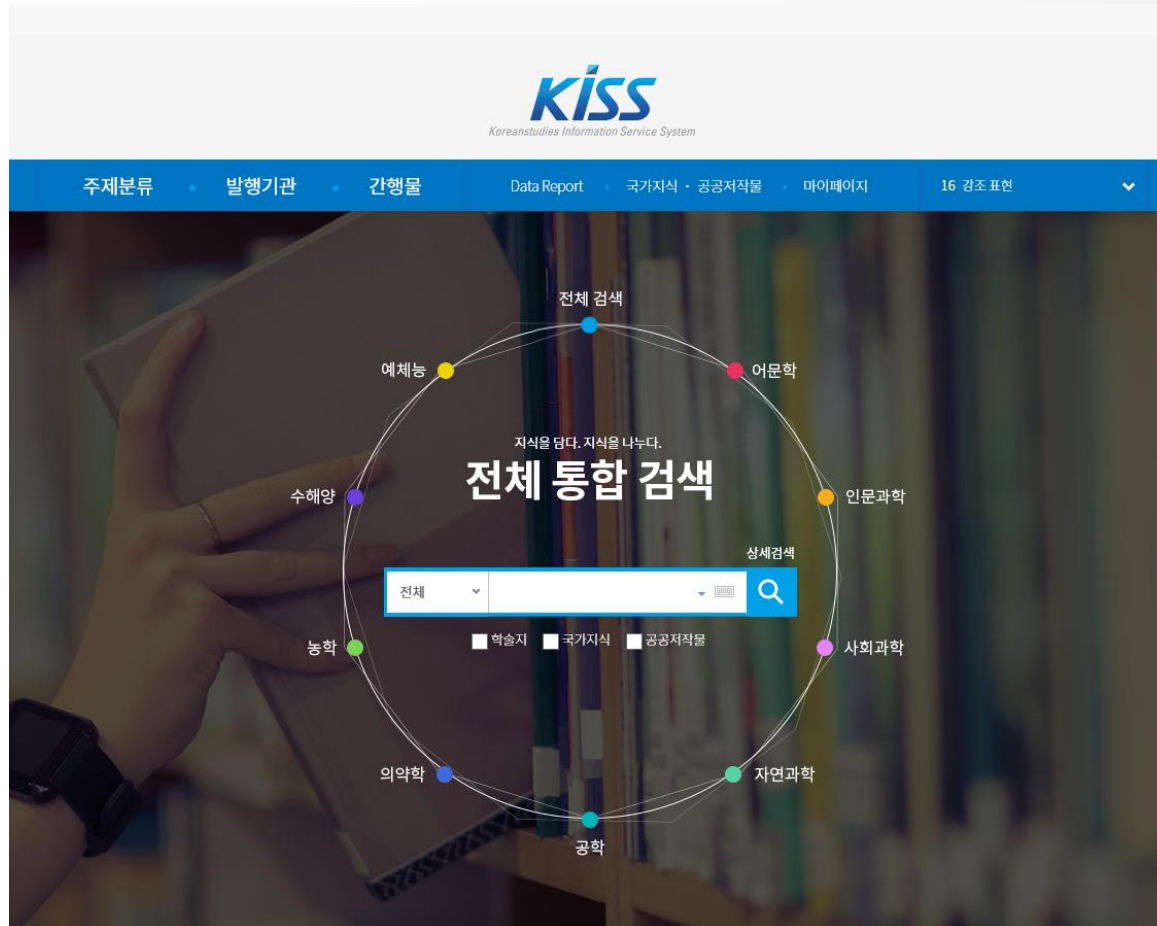 KISS
Koreanstudies Information Service System
주제분류 발행기관 간행물 Data Report 국가지식 · 공공저작물 마이페이지 16 강조 표현
전체 검색
예체능 어문학
지식을 담다. 지식을 나누다.
전체 통합 검색
수해양 인문과학
상세검색
전체
학술지 국가지식 공공저작물
농학 사회과학
의약학 자연과학
공학